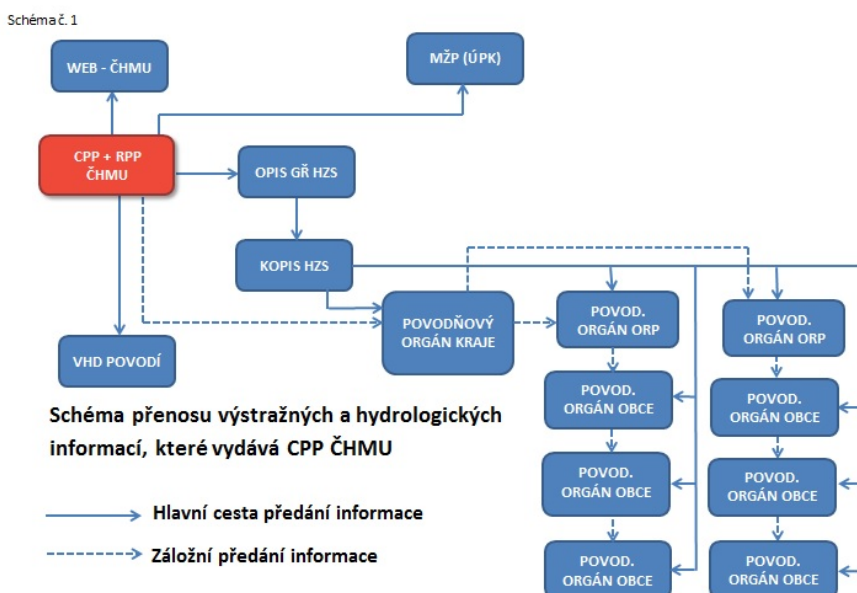 Schéma č. 1
WEB - ČHMU
MŽP (ÚPK)
CPP + RPP
ČHMU
OPIS GŘ HZS
KOPIS HZS
POVODŇOVÝ
ORGÁN KRAJE
POVOD.
ORGÁN ORP
POVOD.
ORGÁN ORP
VHD POVODÍ
POVOD.
ORGÁN OBCE
POVOD.
ORGÁN OBCE
Schéma přenosu výstražných a hydrologických
informací, které vydává CPP ČHMU
POVOD.
ORGÁN OBCE
POVOD.
ORGÁN OBCE
Hlavní cesta předání informace
Záložní předání informace
POVOD.
ORGÁN OBCE
POVOD.
ORGÁN OBCE